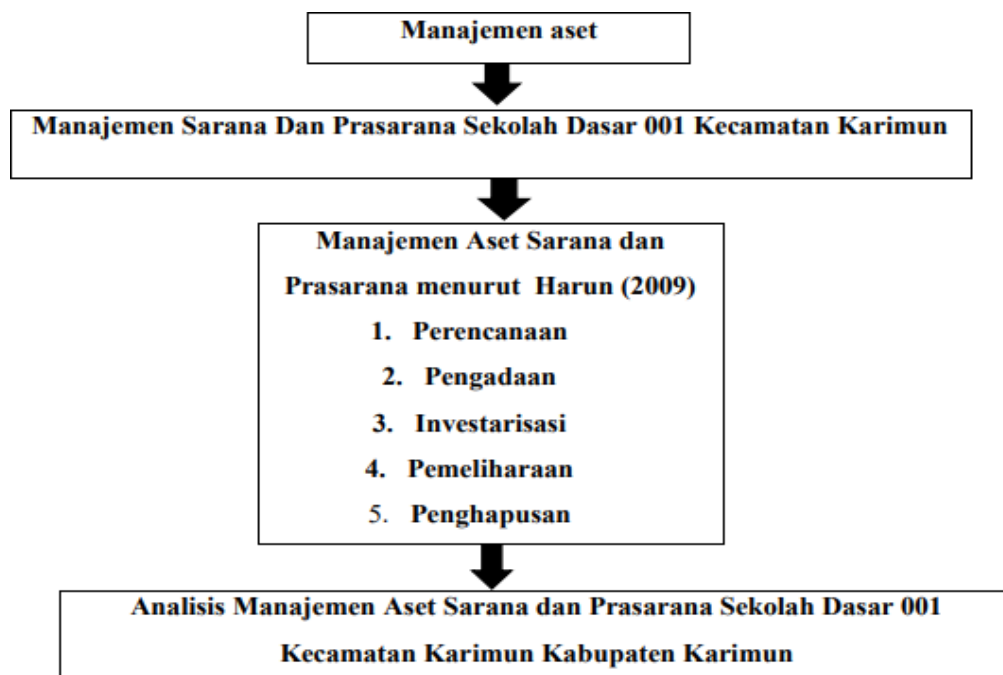 Manajemen aset
Manajemen Sarana Dan Prasarana Sekolah Dasar 001 Kecamatan Karimun
Manajemen Aset Sarana dan
Prasarana menurut Harun (2009)
1. Perencanaan
2. Pengadaan
3. Investarisasi
4. Pemeliharaan
5. Penghapusan
Analisis Manajemen Aset Sarana dan Prasarana Sekolah Dasar 001
Kecamatan Karimun Kabupaten Karimun